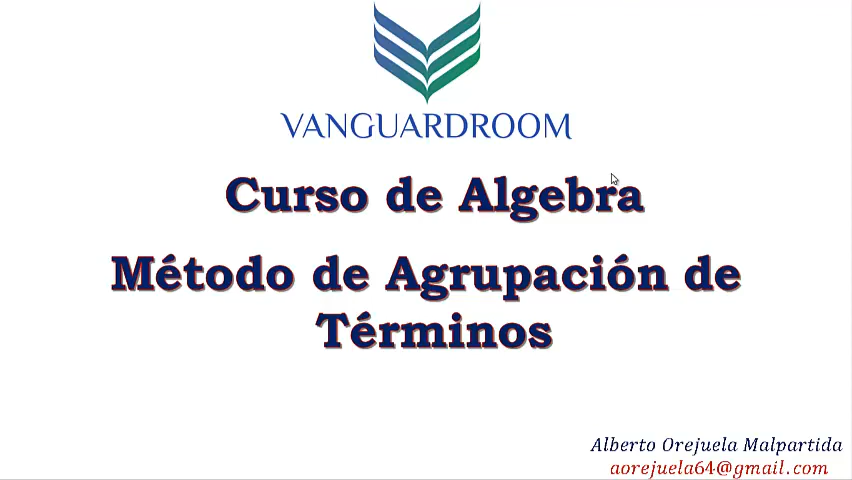 VANGUARDROOM
Curso de Algebra
Método de Agrupación de
Términos
Alberto Orejuela Malpartida
aorejuela64@gmail.com